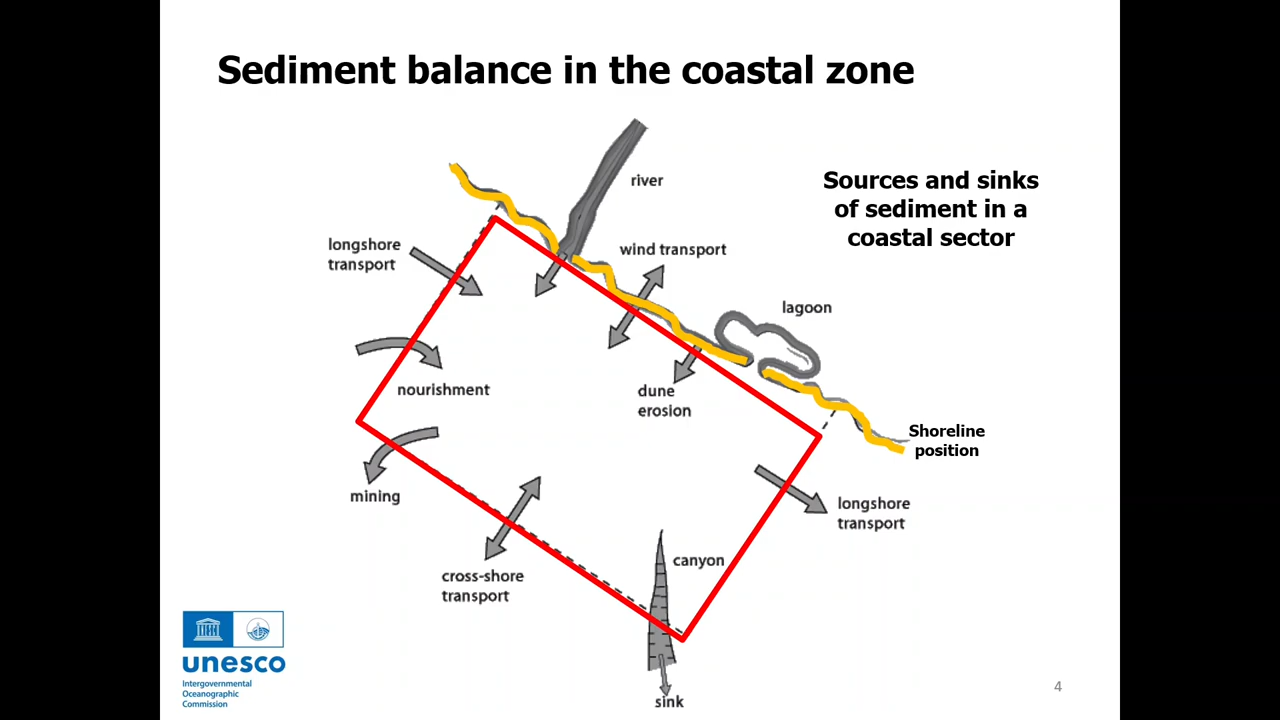 Sediment balance in the coastal zone
river
Sources and sinks
of sediment in a
coastal sector
longshore
transport
wind transport
lagoon
nourishment
dune
erosion
Shoreline
position
mining
longshore
transport
canyon
cross-shore
transport
sink
unesco
Intergovernmental
Oceanographic
Commission
4